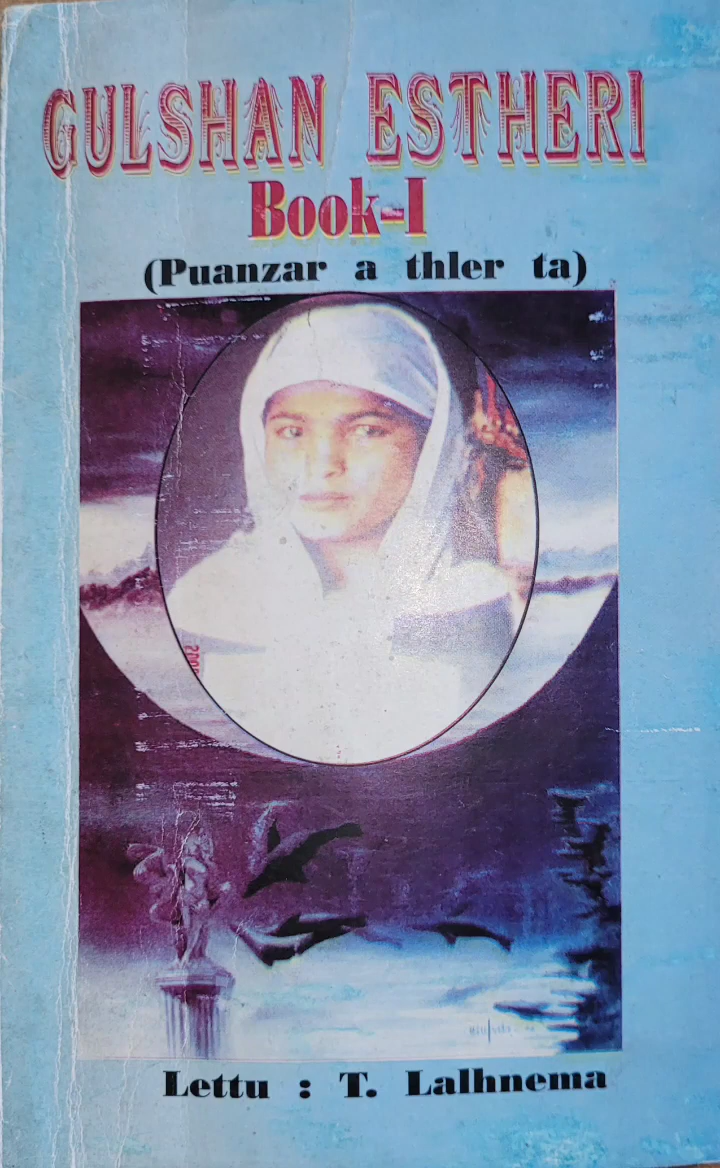 GULSHAN ESTHERI
Book-I
(Puanzar a thler ta)
Lettu : T. Lalhnema